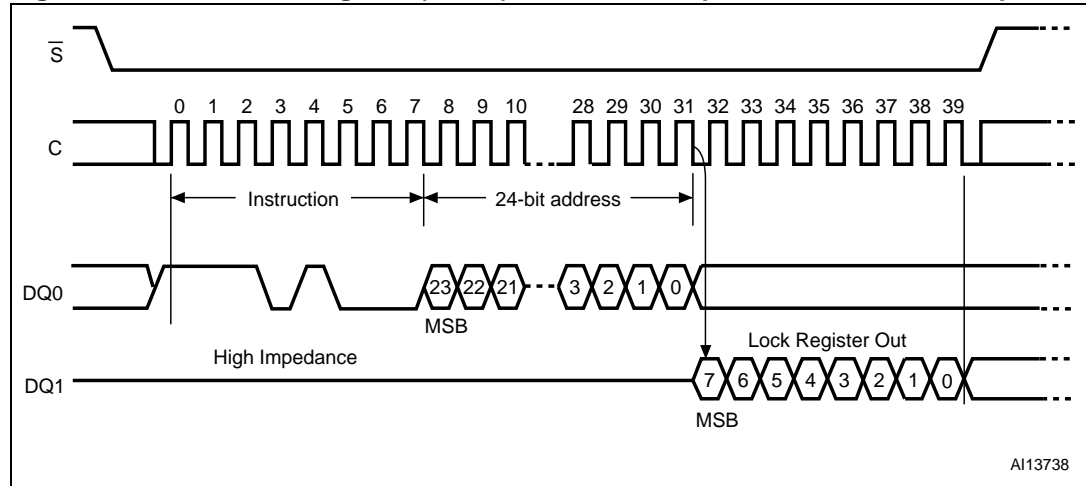 S
0 1 2 3 4 5 6 7 8 9 10 28 29 30 31 32 33 34 35 36 37 38 39
C
Instruction 24-bit address
DQ0
23 22 21 3 2 1 0
MSB
High Impedance
Lock Register Out
DQ1
7 6 5 4 3 2 1 0
MSB
AI13738